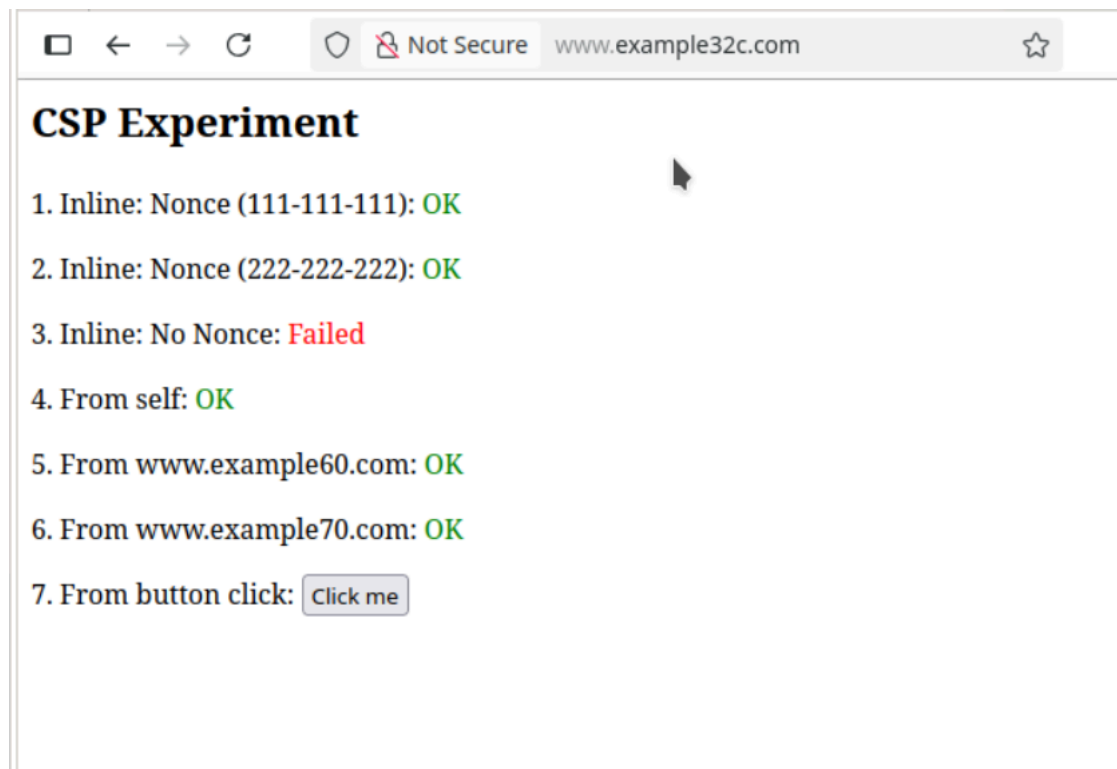 Not Secure www.example32c.com
CSP Experiment
1. Inline: Nonce (111-111-111): OK
2. Inline: Nonce (222-222-222): OK
3. Inline: No Nonce: Failed
4. From self: OK
5. From www.example60.com: OK
6. From www.example70.com: OK
7. From button click: Click me